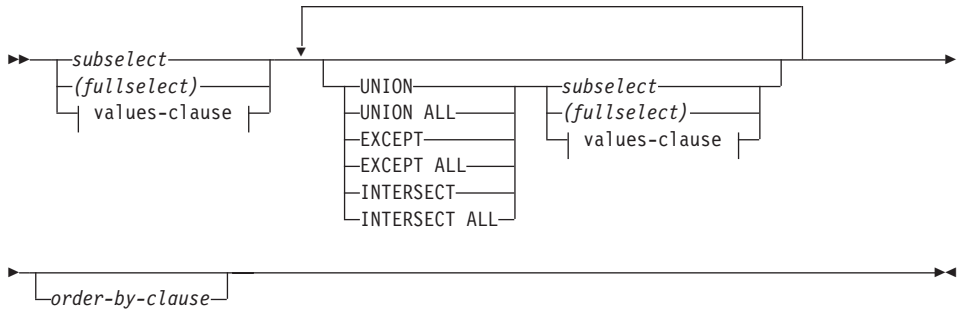 subselect
(fullselect)
values-clause
UNION
UNION ALL
EXCEPT
EXCEPT ALL
INTERSECT
INTERSECT ALL
subselect
(fullselect)
values-clause
order-by-clause